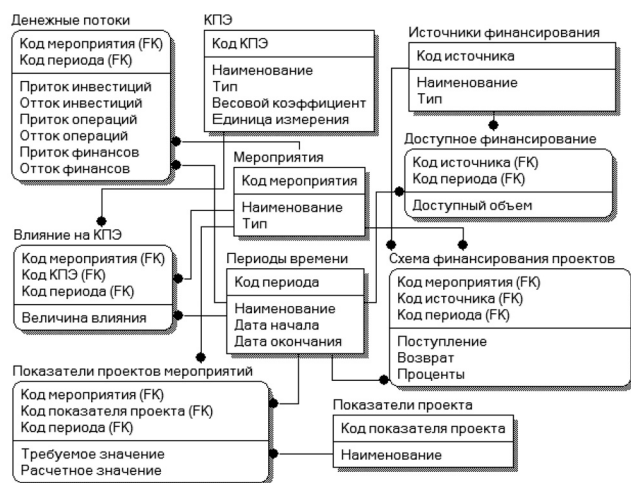 Денежные потоки
Код мероприятия (FK)
Код периода (FK)
Приток инвестиций
Отток инвестиций
Приток операций
Отток операций
Приток финансов
Отток финансов
КПЭ
Код КПЭ
Наименование
Тип
Весовой коэффициент
Единица измерения
Источники финансирования
Код источника
Наименование
Тип
Доступное финансирование
Код источника (FK)
Код периода (FK)
Доступный объем
Мероприятия
Код мероприятия
Наименование
Тип
Влияние на КПЭ
Код мероприятия (FK)
Код КПЭ (FK)
Код периода (FK)
Величина влияния
Периоды времени
Код периода
Наименование
Дата начала
Дата окончания
Схема финансирования проектов
Код мероприятия (FK)
Код источника (FK)
Код периода (FK)
Поступление
Возврат
Проценты
Показатели проектов мероприятий
Код мероприятия (FK)
Код показателя проекта (FK)
Код периода (FK)
Требуемое значение
Расчетное значение
Показатели проекта
Код показателя проекта
Наименование